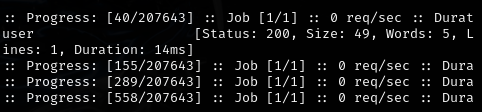 :: Progress: [40/207643] :: Job [1/1] :: 0 req/sec :: Durat
user                    [Status: 200, Size: 49, Words: 5, L
ines: 1, Duration: 14ms]
:: Progress: [155/207643] :: Job [1/1] :: 0 req/sec :: Dura
:: Progress: [289/207643] :: Job [1/1] :: 0 req/sec :: Dura
:: Progress: [558/207643] :: Job [1/1] :: 0 req/sec :: Dura